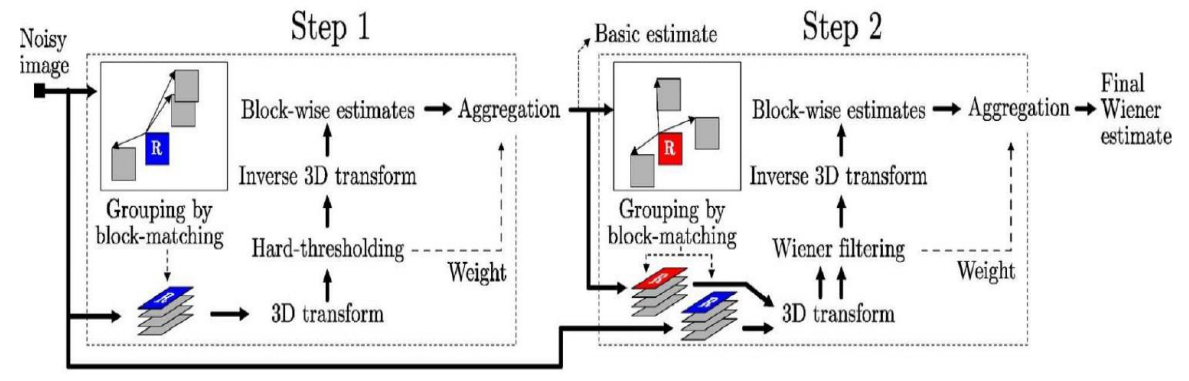 Step 1
Step 2
Noisy
image
Basic estimate
R
Block-wise estimates
Aggregation
Inverse 3D transform
Grouping by
block-matching
Hard-thresholding
Weight
3D transform
R
R
Block-wise estimates
Aggregation
Final
Wiener
estimate
Inverse 3D transform
Grouping by
block-matching
Wiener filtering
Weight
R
R
3D transform